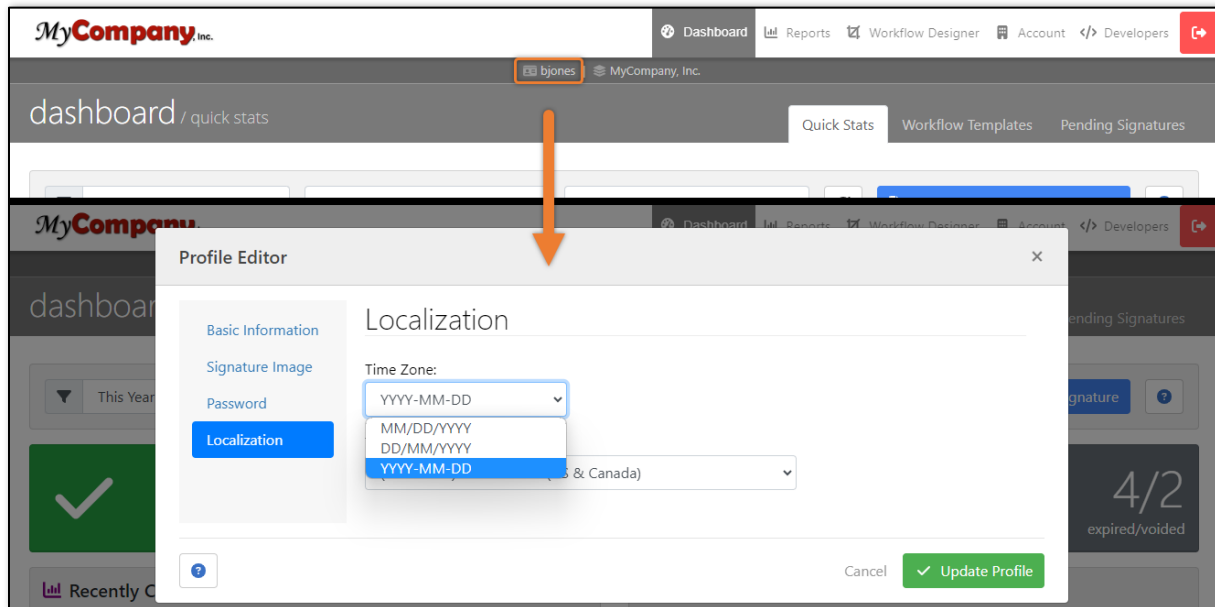 MyCompany, Inc.
Dashboard Reports Workflow Designer Account </> Developers
bjones MyCompany, Inc.
dashboard / quick stats
Quick Stats Workflow Templates Pending Signatures
MyCompany
Dashboard Reports Workflow Designer Account </> Developers
Profile Editor ×
dashboar
ending Signatures
Localization
Basic Information
Signature Image
Password
Localization
Time Zone:
YYYY-MM-DD
MM/DD/YYYY
DD/MM/YYYY
YYYY-MM-DD
& Canada)
This Year
gnature
4/2
expired/voided
Cancel Update Profile
Recently C